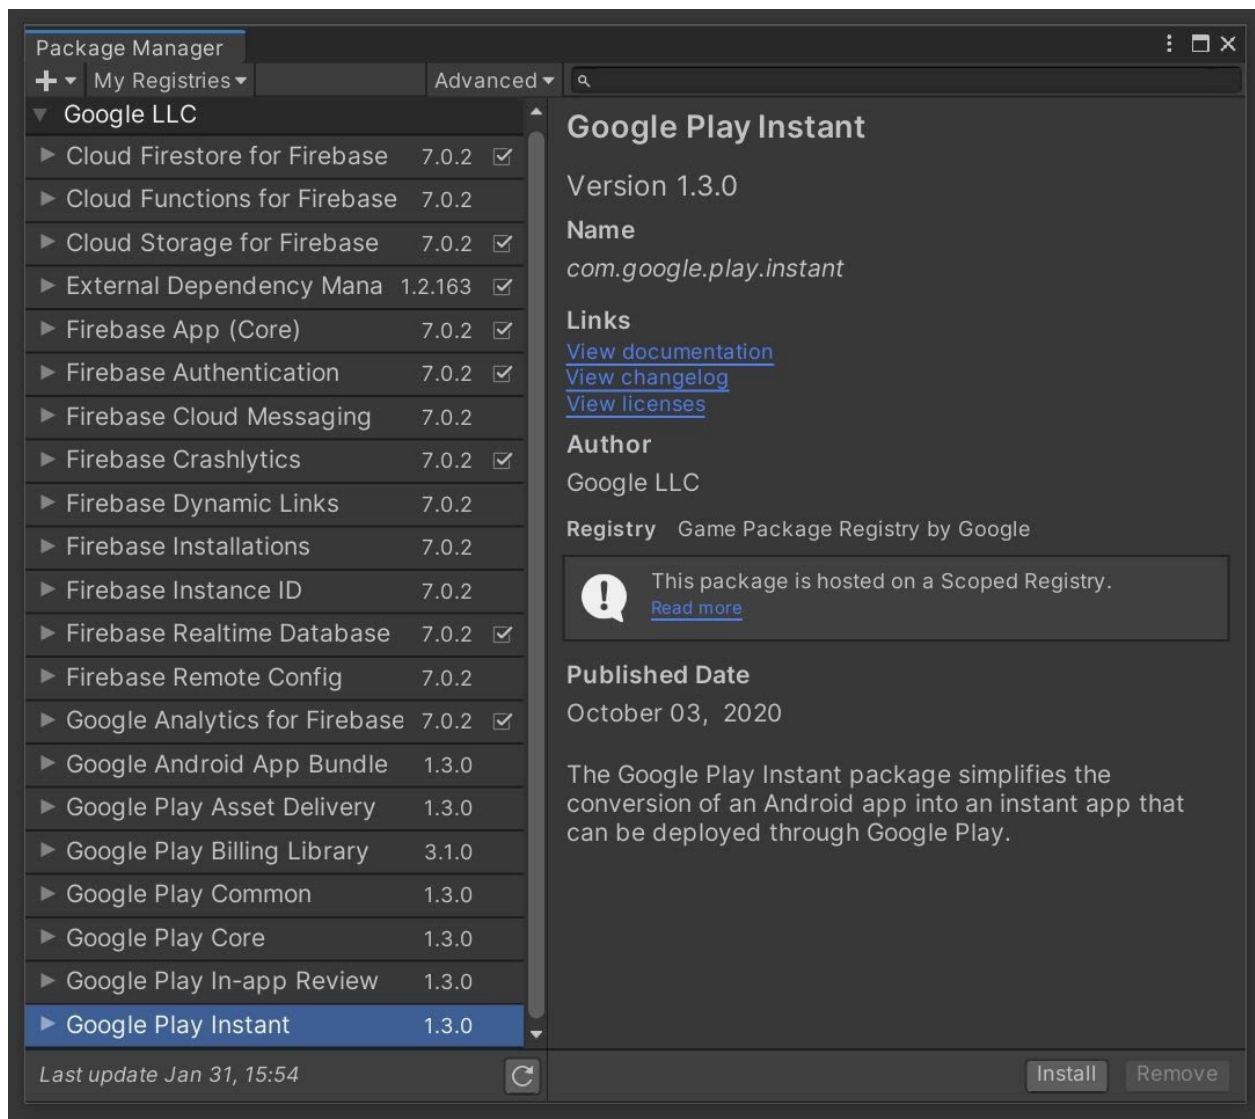 Package Manager
My Registries
Advanced
Google LLC
Cloud Firestore for Firebase 7.0.2
Cloud Functions for Firebase 7.0.2
Cloud Storage for Firebase 7.0.2
External Dependency Mana 1.2.163
Firebase App (Core) 7.0.2
Firebase Authentication 7.0.2
Firebase Cloud Messaging 7.0.2
Firebase Crashlytics 7.0.2
Firebase Dynamic Links 7.0.2
Firebase Installations 7.0.2
Firebase Instance ID 7.0.2
Firebase Realtime Database 7.0.2
Firebase Remote Config 7.0.2
Google Analytics for Firebase 7.0.2
Google Android App Bundle 1.3.0
Google Play Asset Delivery 1.3.0
Google Play Billing Library 3.1.0
Google Play Common 1.3.0
Google Play Core 1.3.0
Google Play In-app Review 1.3.0
Google Play Instant 1.3.0
Last update Jan 31, 15:54
Google Play Instant
Version 1.3.0
Name
com.google.play.instant
Links
View documentation
View changelog
View licenses
Author
Google LLC
Registry Game Package Registry by Google
This package is hosted on a Scoped Registry.
Read more
Published Date
October 03, 2020
The Google Play Instant package simplifies the
conversion of an Android app into an instant app that
can be deployed through Google Play.
Install Remove